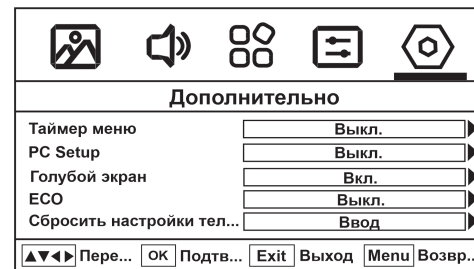 Дополнительно
Таймер меню Выкл.
PC Setup Выкл.
Голубой экран Вкл.
ECO Выкл.
Сбросить настройки тел... Ввод
▲▼◀▶ Пере... OK Подтв... Exit Выход Menu Возвр..